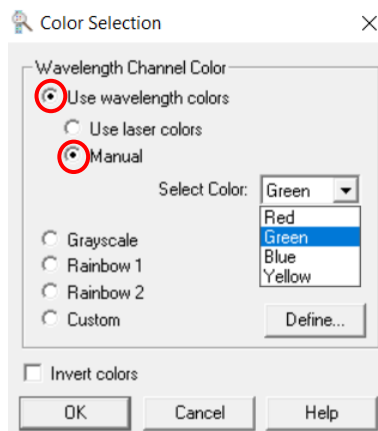 Color Selection
Wavelength Channel Color
Use wavelength colors
Use laser colors
Manual
Select Color: Green
Red
Green
Blue
Yellow
Grayscale
Rainbow 1
Rainbow 2
Custom
Define...
Invert colors
OK Cancel Help